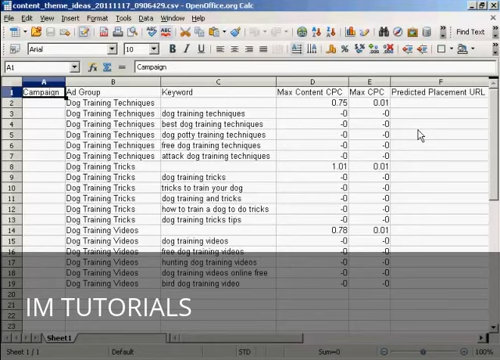 content_theme_ideas_20111117_0906429.csv - OpenOffice.org Calc
File Edit View Insert Format Tools Data Window Help
Find Text
Arial 10
A1 Campaign
A B C D E F
1 Campaign Ad Group Keyword Max Content CPC Max CPC Predicted Placement URL
2 Dog Training Techniques 0.75 0.01
3 Dog Training Techniques dog training techniques -0 -0
4 Dog Training Techniques best dog training techniques -0 -0
5 Dog Training Techniques dog potty training techniques -0 -0
6 Dog Training Techniques free dog training techniques -0 -0
7 Dog Training Techniques attack dog training techniques -0 -0
8 Dog Training Tricks 1.01 0.01
9 Dog Training Tricks dog training tricks -0 -0
10 Dog Training Tricks tricks to train your dog -0 -0
11 Dog Training Tricks dog training and tricks -0 -0
12 Dog Training Tricks how to train a dog to do tricks -0 -0
13 Dog Training Tricks dog training tricks tips -0 -0
14 Dog Training Videos 0.78 0.01
15 Dog Training Videos dog training videos -0 -0
16 Dog Training Videos free dog training videos -0 -0
17 Dog Training Videos hunting dog training videos -0 -0
18 Dog Training Videos dog training videos online free -0 -0
19 Dog Training Videos bird dog training video -0 -0
20
21
22
23
IM TUTORIALS
Sheet1
Sheet 1 / 1 Default STD Sum=0 100%